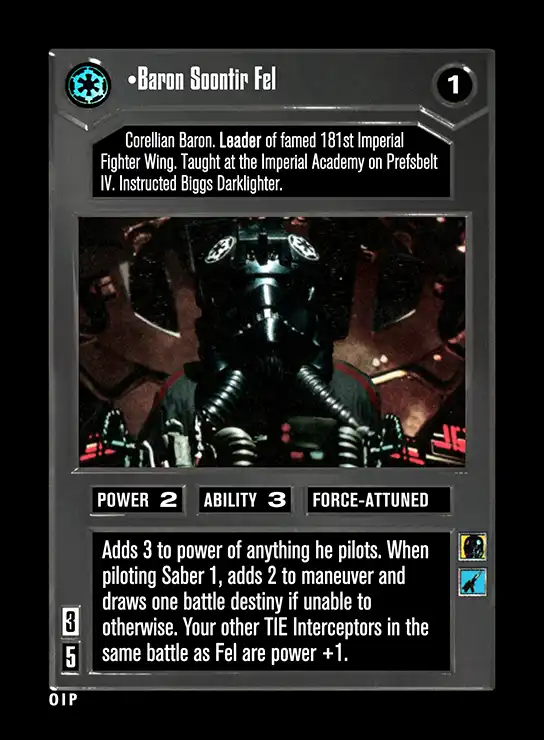 •Baron Soontir Fel
1
Corellian Baron. Leader of famed 181st Imperial
Fighter Wing. Taught at the Imperial Academy on Prefsbelt
IV. Instructed Biggs Darklighter.
POWER 2 ABILITY 3 FORCE-ATTUNED
Adds 3 to power of anything he pilots. When
piloting Saber 1, adds 2 to maneuver and
draws one battle destiny if unable to
otherwise. Your other TIE Interceptors in the
same battle as Fel are power +1.
3
5
OIP